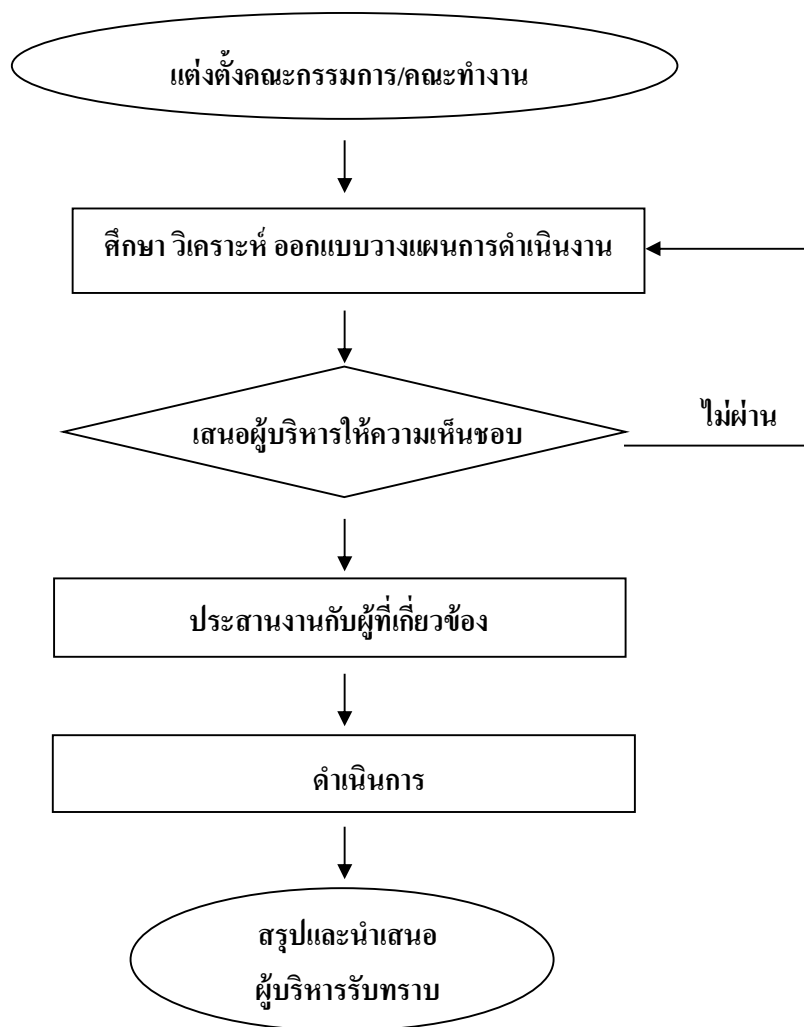 แต่งตั้งคณะกรรมการ/คณะทำงาน
ศึกษา วิเคราะห์ ออกแบบวางแผนการดำเนินงาน
เสนอผู้บริหารให้ความเห็นชอบ
ไม่ผ่าน
ประสานงานกับผู้ที่เกี่ยวข้อง
ดำเนินการ
สรุปและนำเสนอ
ผู้บริหารรับทราบ